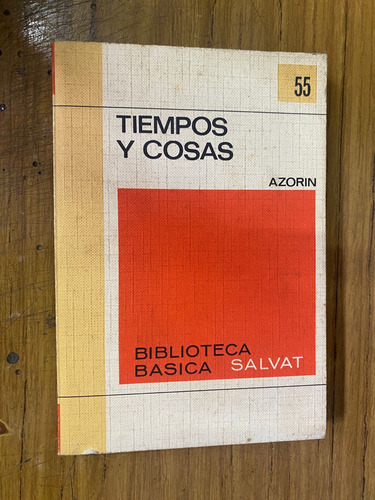 55
TIEMPOS
Y COSAS
AZORIN
BIBLIOTECA
BASICA SALVAT